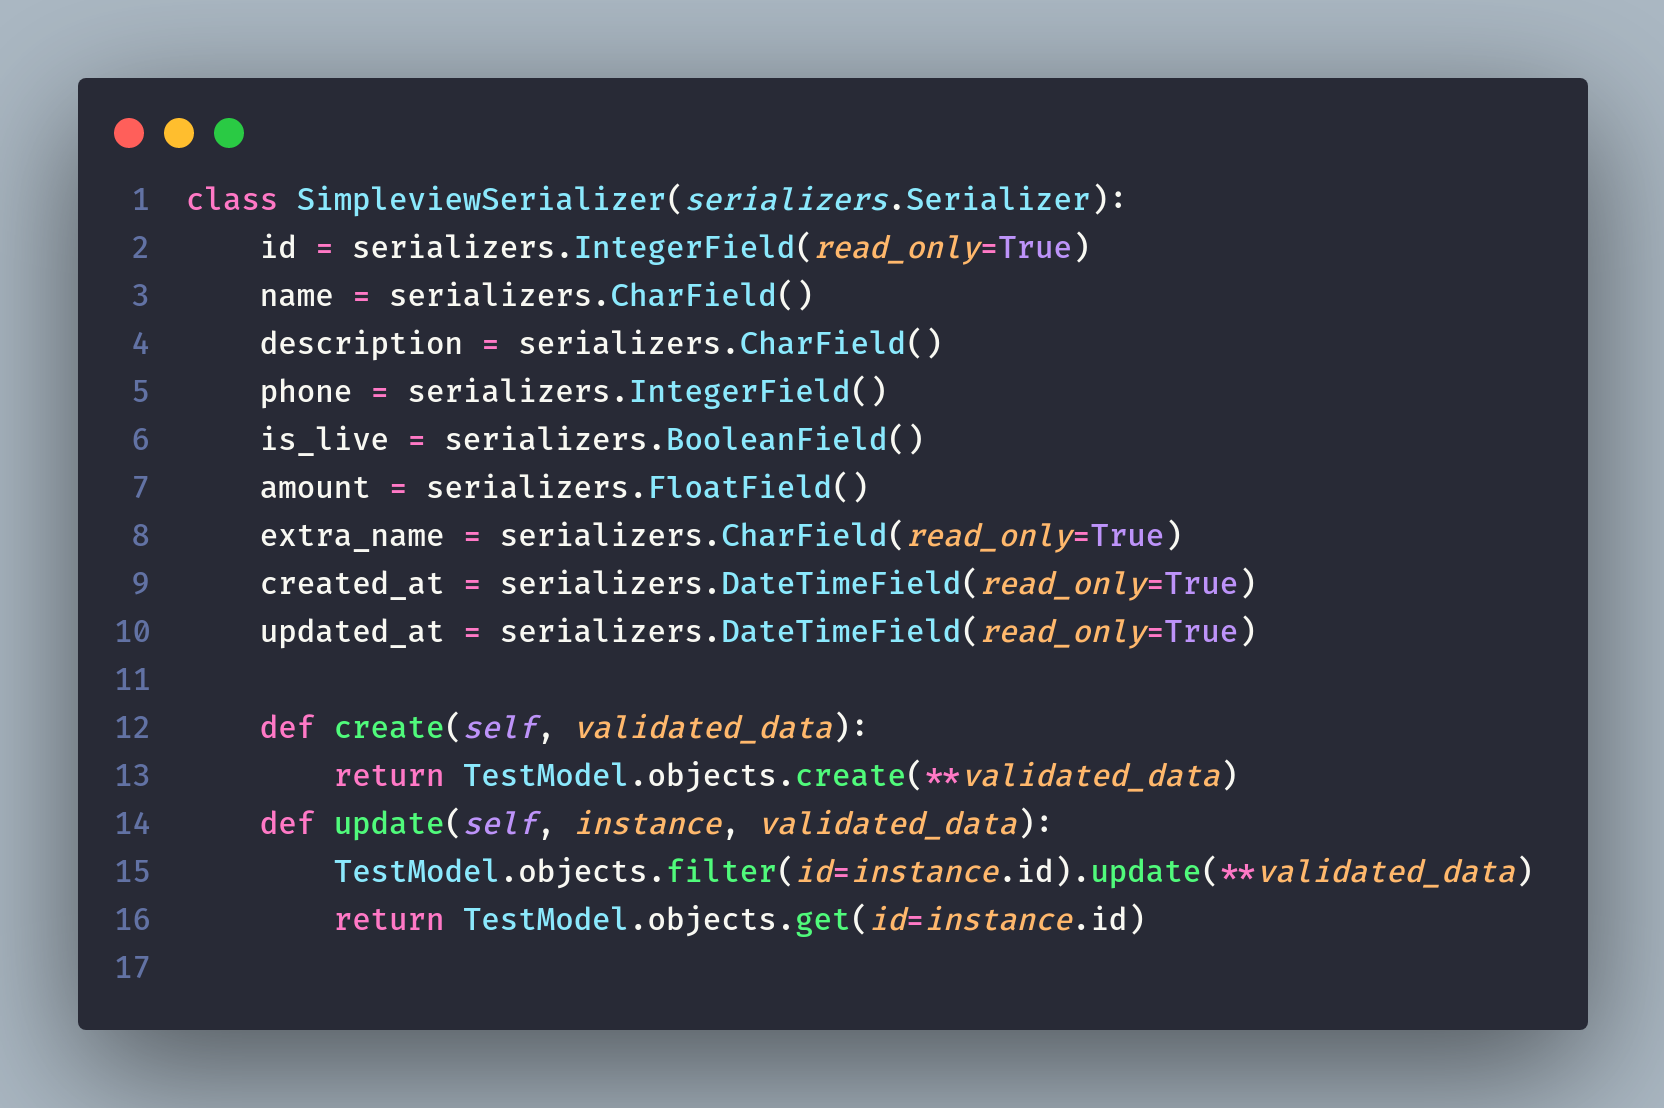 1 class SimpleviewSerializer(serializers.Serializer):
2     id = serializers.IntegerField(read_only=True)
3     name = serializers.CharField()
4     description = serializers.CharField()
5     phone = serializers.IntegerField()
6     is_live = serializers.BooleanField()
7     amount = serializers.FloatField()
8     extra_name = serializers.CharField(read_only=True)
9     created_at = serializers.DateTimeField(read_only=True)
10     updated_at = serializers.DateTimeField(read_only=True)
11
12     def create(self, validated_data):
13         return TestModel.objects.create(**validated_data)
14     def update(self, instance, validated_data):
15         TestModel.objects.filter(id=instance.id).update(**validated_data)
16         return TestModel.objects.get(id=instance.id)
17